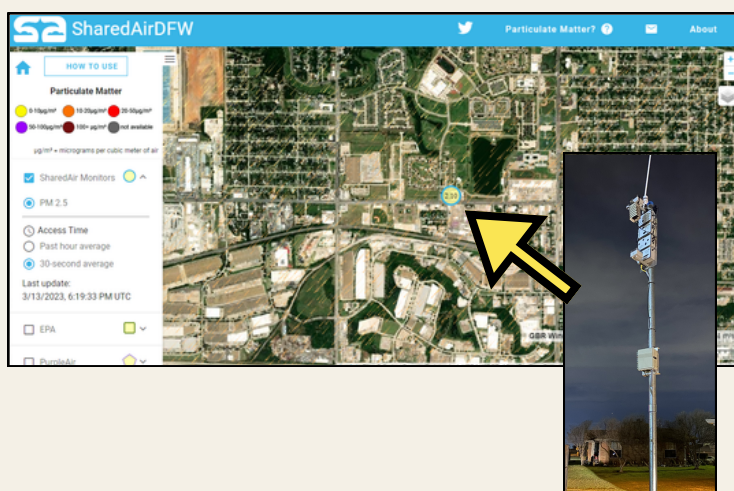 SharedAirDFW
Particulate Matter?
About
HOW TO USE
Particulate Matter
0-10µg/m³ 10-20µg/m³ 20-50µg/m³
50-100µg/m³ 100+ µg/m³ not available
µg/m³ = micrograms per cubic meter of air
SharedAir Monitors
PM 2.5
Access Time
Past hour average
30-second average
Last update:
3/13/2023, 6:19:33 PM UTC
EPA
PurpleAir